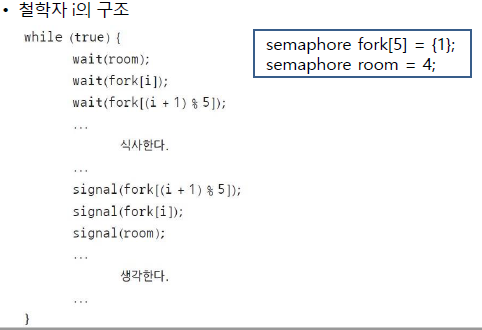 • 철학자 i의 구조
while (true) {
wait(room);
wait(fork[i]);
wait(fork[(i + 1) % 5]);
...
식사한다.
...
signal(fork[(i + 1) % 5]);
signal(fork[i]);
signal(room);
...
생각한다.
...
}
semaphore fork[5] = {1};
semaphore room = 4;